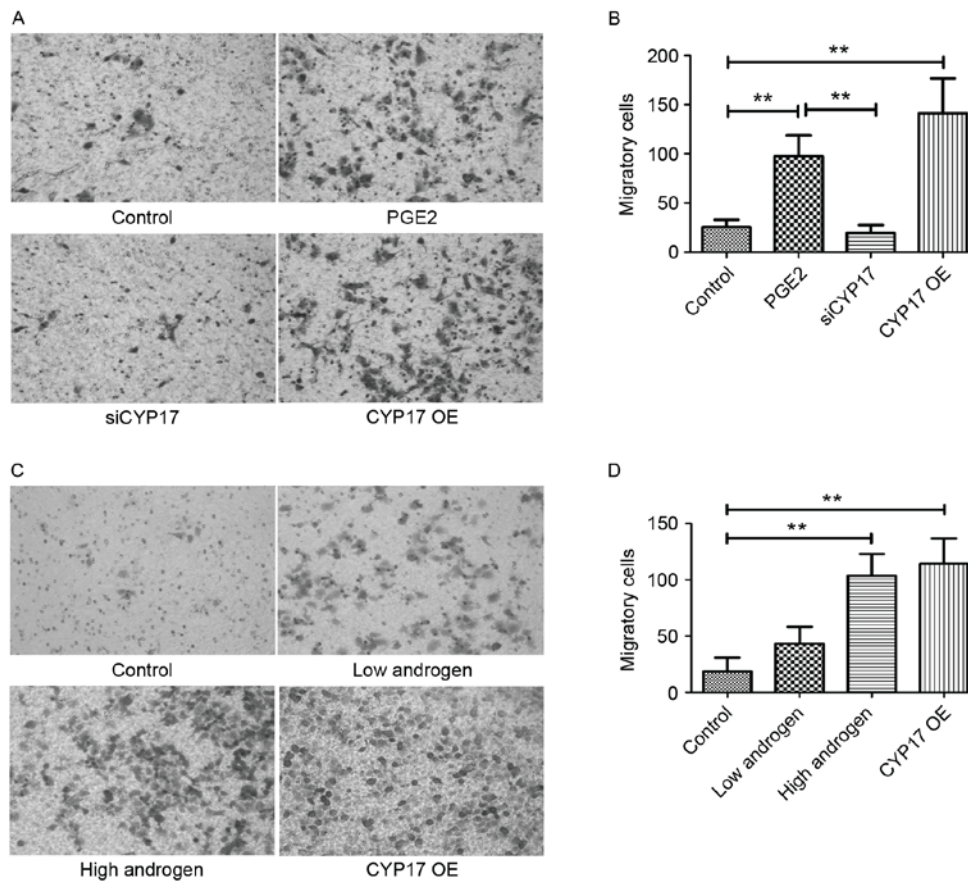 A
Control
PGE2
siCYP17
CYP17 OE
B
**
**
**
Migratory cells
200
150
100
50
0
Control
PGE2
siCYP17
CYP17 OE
C
Control
Low androgen
High androgen
CYP17 OE
D
**
**
Migratory cells
150
100
50
0
Control
Low androgen
High androgen
CYP17 OE